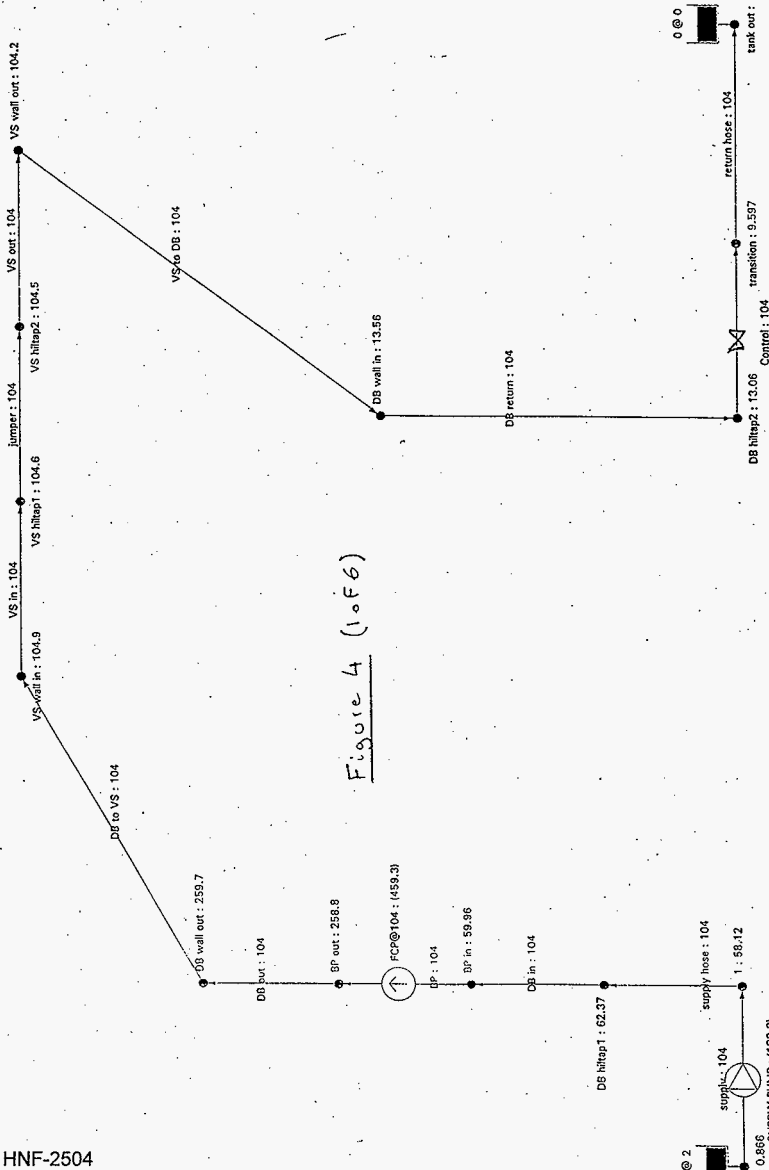 0 @ 0
tank out :
return hose : 104
transition : 9.597
Control : 104
DB hiltap2 : 13.06
DB return : 104
DB wall in : 13.56
VS to DB : 104
VS wall out : 104.2
VS out : 104
VS hiltap2 : 104.5
jumper : 104
VS hiltap1 : 104.6
VS in : 104
VS wall in : 104.9
DB to VS : 104
DB wall out : 259.7
DB out : 104
BP out : 258.8
FCP@104 : (459.3)
BP : 104
BP in : 59.96
DB in : 104
DB hiltap1 : 62.37
supply hose : 104
1 : 58.12
supply : 104
@ 2
0.866
Figure 4 (1 of 6)
HNF-2504